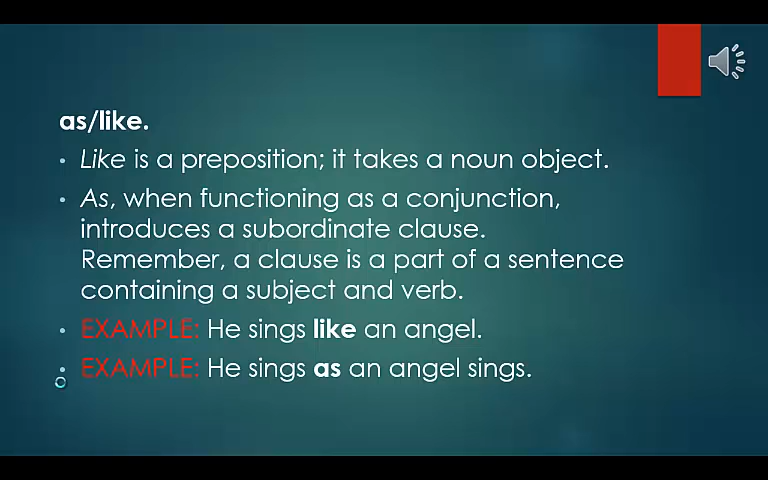 as/like.
• Like is a preposition; it takes a noun object.
• As, when functioning as a conjunction,
introduces a subordinate clause.
Remember, a clause is a part of a sentence
containing a subject and verb.
• EXAMPLE: He sings like an angel.
• EXAMPLE: He sings as an angel sings.